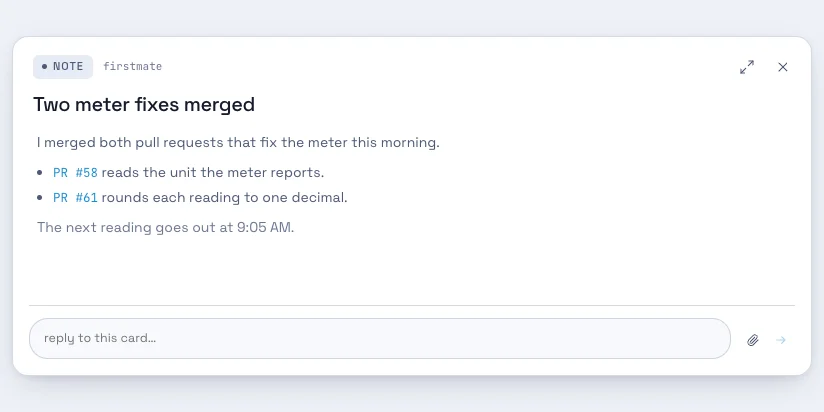 NOTE firstmate
Two meter fixes merged
I merged both pull requests that fix the meter this morning.
PR #58 reads the unit the meter reports.
PR #61 rounds each reading to one decimal.
The next reading goes out at 9:05 AM.
reply to this card...